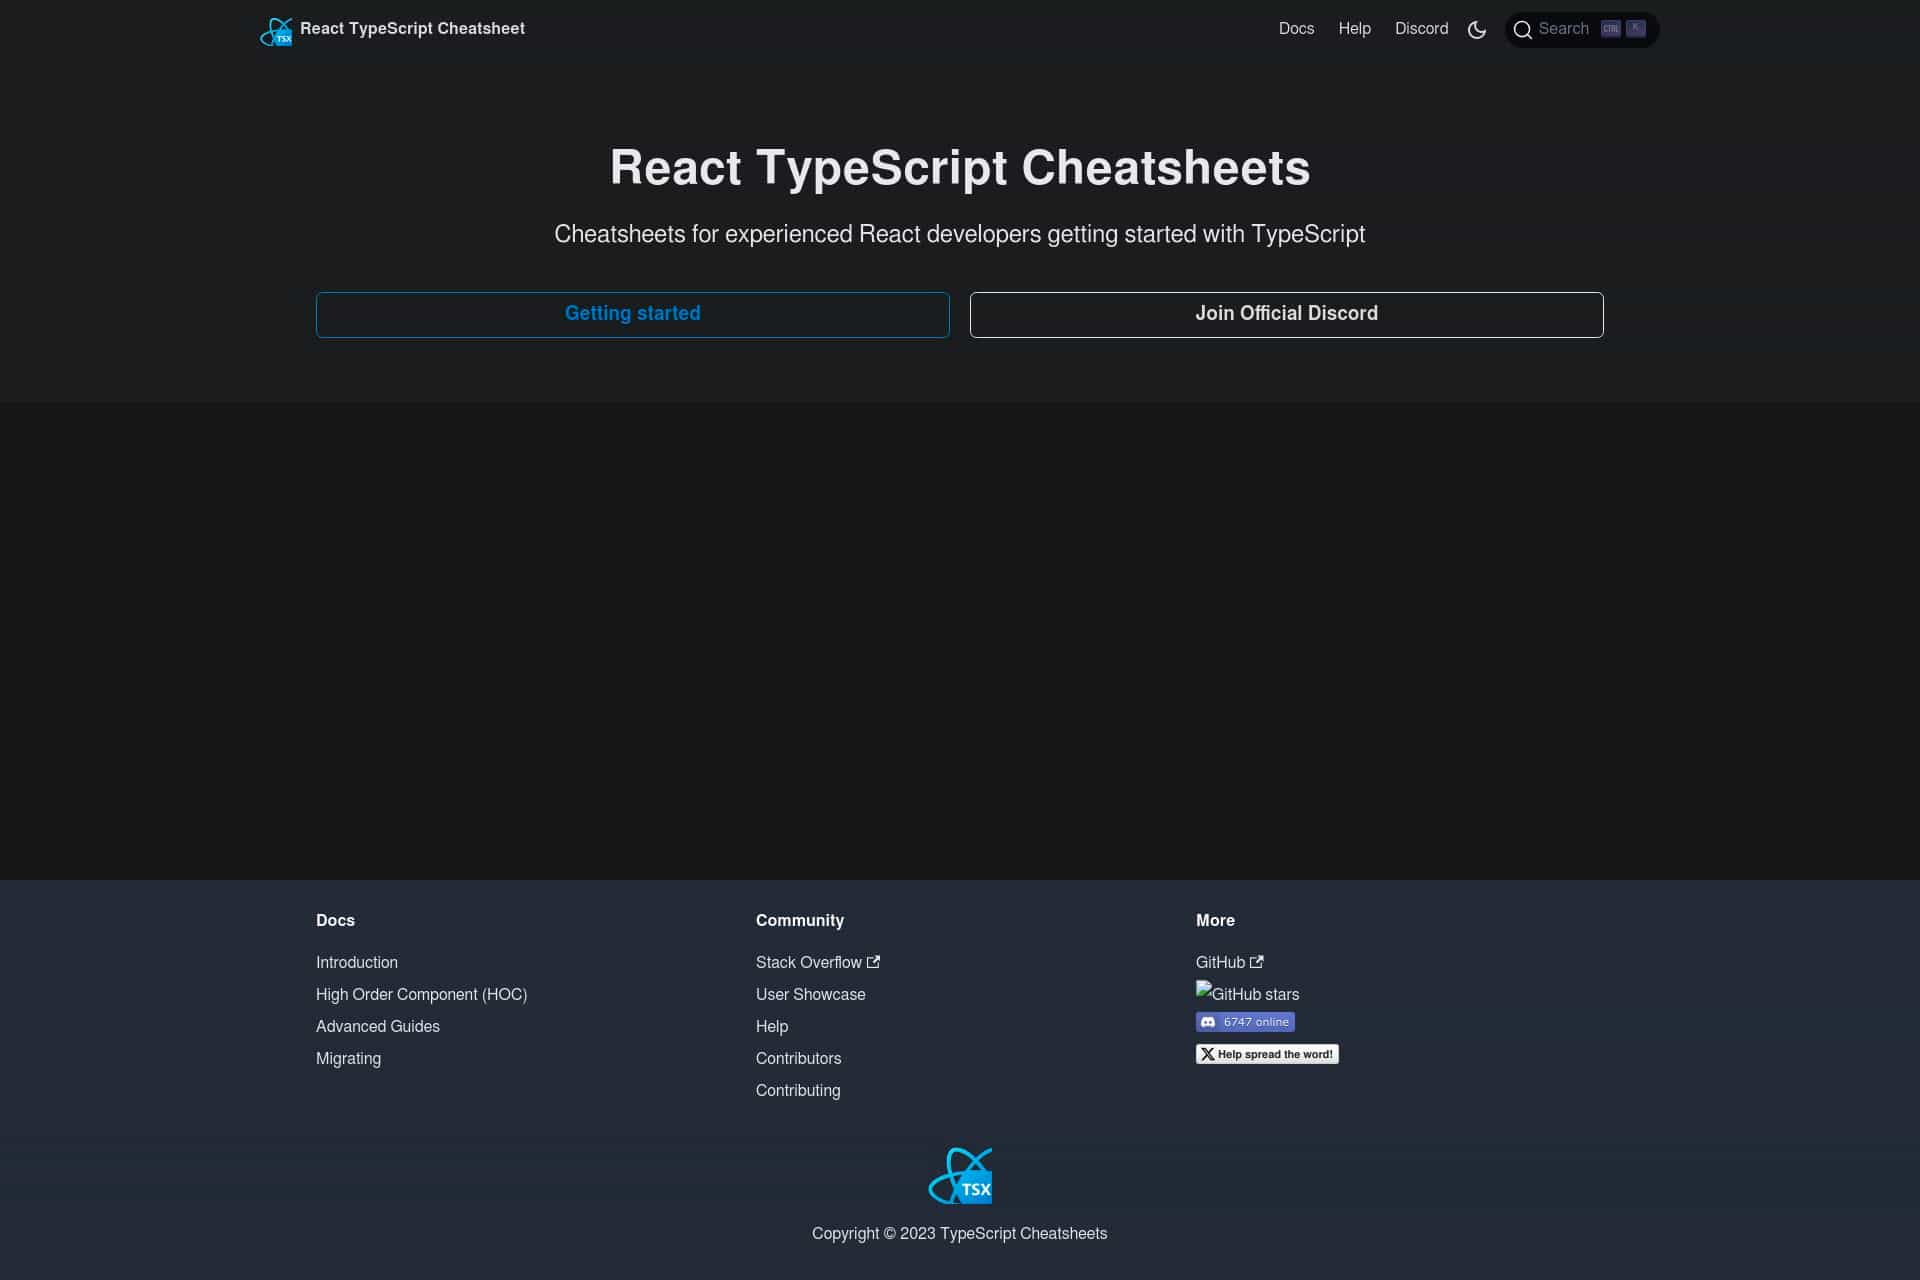 React TypeScript Cheatsheet
Docs
Help
Discord
Search
CTRL
K
React TypeScript Cheatsheets
Cheatsheets for experienced React developers getting started with TypeScript
Getting started
Join Official Discord
Docs
Introduction
High Order Component (HOC)
Advanced Guides
Migrating
Community
Stack Overflow
User Showcase
Help
Contributors
Contributing
More
GitHub
GitHub stars
6747 online
Help spread the word!
TSX
Copyright © 2023 TypeScript Cheatsheets